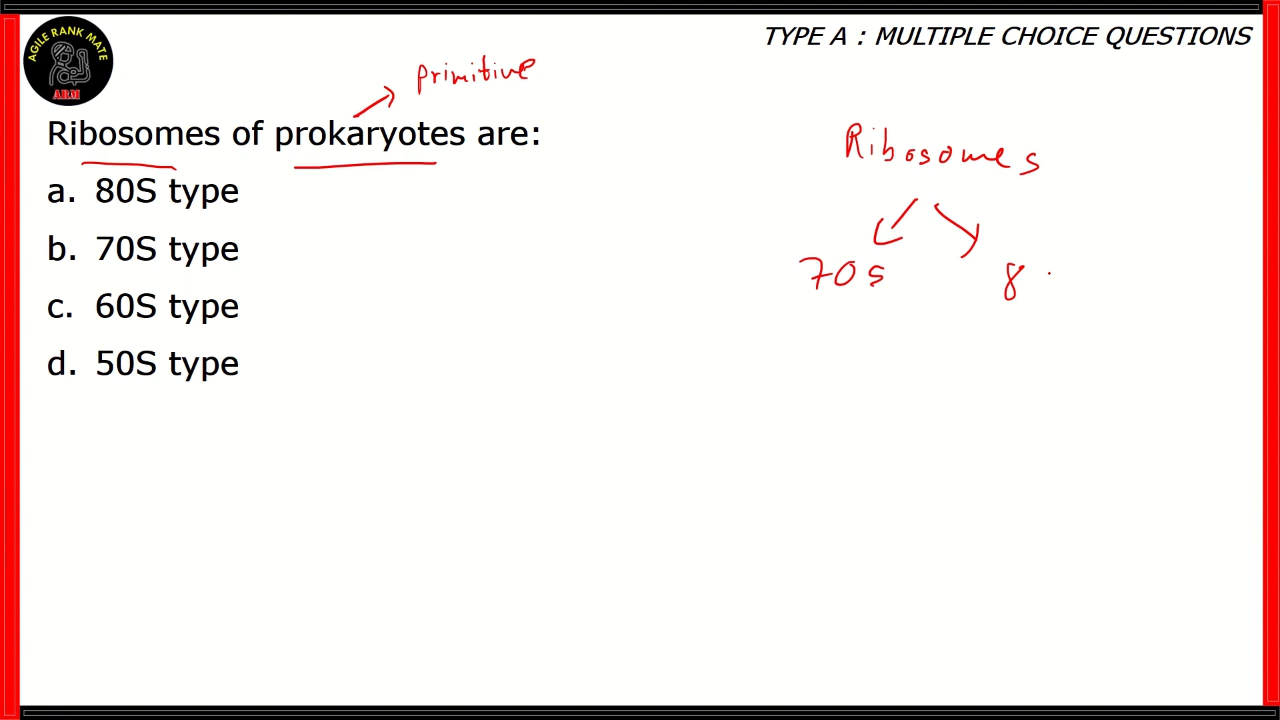 AGILE RANK MATE
ARM
TYPE A : MULTIPLE CHOICE QUESTIONS
primitive
Ribosomes of prokaryotes are:
a. 80S type
b. 70S type
c. 60S type
d. 50S type
Ribosomes
70s 8